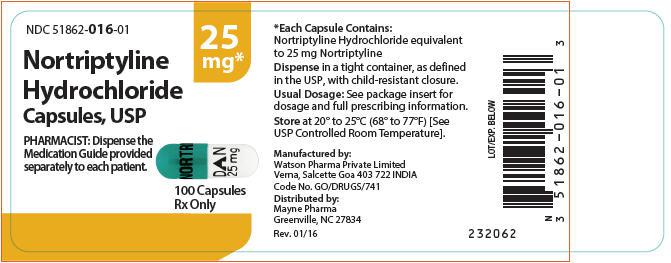 NDC 51862-016-01
Nortriptyline
Hydrochloride
Capsules, USP
25
mg*
PHARMACIST: Dispense the
Medication Guide provided
separately to each patient.
NORTRI
DAN
25 mg
100 Capsules
Rx Only
*Each Capsule Contains:
Nortriptyline Hydrochloride equivalent
to 25 mg Nortriptyline
Dispense in a tight container, as defined
in the USP, with child-resistant closure.
Usual Dosage: See package insert for
dosage and full prescribing information.
Store at 20° to 25°C (68° to 77°F) [See
USP Controlled Room Temperature].
Manufactured by:
Watson Pharma Private Limited
Verna, Salcette Goa 403 722 INDIA
Code No. GO/DRUGS/741
Distributed by:
Mayne Pharma
Greenville, NC 27834
Rev. 01/16
232062
LOT/EXP. BELOW
N
3 51862-016-01 3